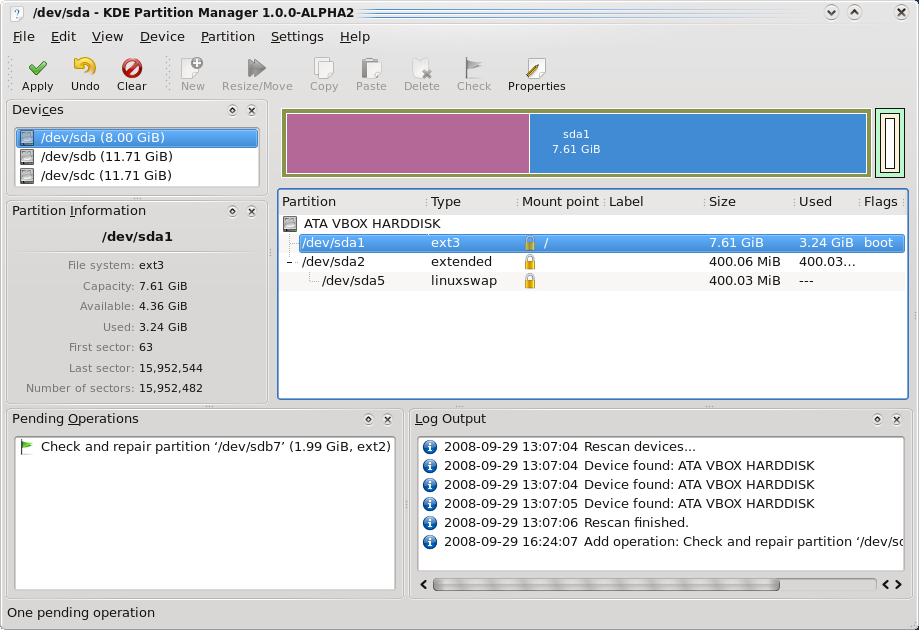 /dev/sda - KDE Partition Manager 1.0.0-ALPHA2
File Edit View Device Partition Settings Help
Apply Undo Clear New Resize/Move Copy Paste Delete Check Properties
Devices
/dev/sda (8.00 GiB)
/dev/sdb (11.71 GiB)
/dev/sdc (11.71 GiB)
sda1
7.61 GiB
Partition Information
/dev/sda1
File system: ext3
Capacity: 7.61 GiB
Available: 4.36 GiB
Used: 3.24 GiB
First sector: 63
Last sector: 15,952,544
Number of sectors: 15,952,482
Partition Type Mount point Label Size Used Flags
ATA VBOX HARDDISK
/dev/sda1 ext3 / 7.61 GiB 3.24 GiB boot
/dev/sda2 extended 400.06 MiB 400.03...
/dev/sda5 linuxswap 400.03 MiB ---
Pending Operations
Check and repair partition ‘/dev/sdb7’ (1.99 GiB, ext2)
Log Output
2008-09-29 13:07:04 Rescan devices...
2008-09-29 13:07:04 Device found: ATA VBOX HARDDISK
2008-09-29 13:07:04 Device found: ATA VBOX HARDDISK
2008-09-29 13:07:05 Device found: ATA VBOX HARDDISK
2008-09-29 13:07:06 Rescan finished.
2008-09-29 16:24:07 Add operation: Check and repair partition ‘/dev/sd
One pending operation